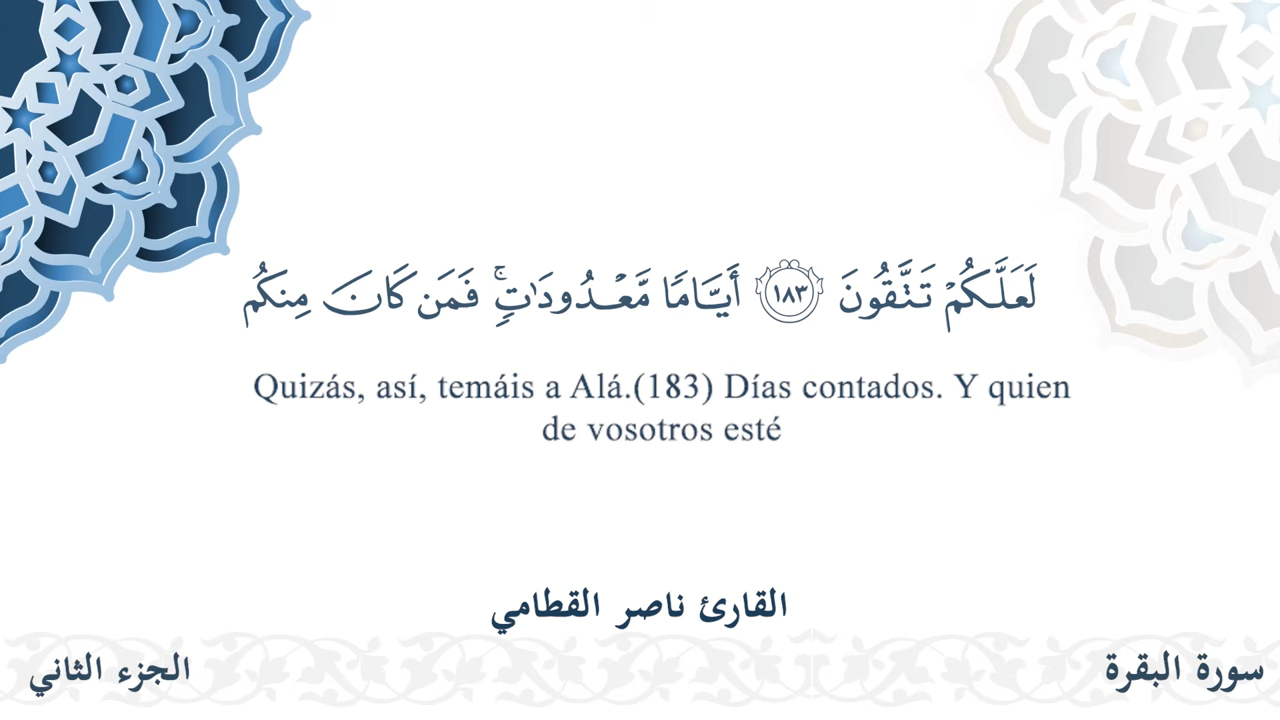 لَعَلَّكُمۡ تَتَّقُونَ ١٨٣ أَيَّامٗا مَّعۡدُودَٰتٖۚ فَمَن كَانَ مِنكُم
Quizás, así, temáis a Alá.(183) Días contados. Y quien
de vosotros esté
القارئ ناصر القطامي
سورة البقرة
الجزء الثاني